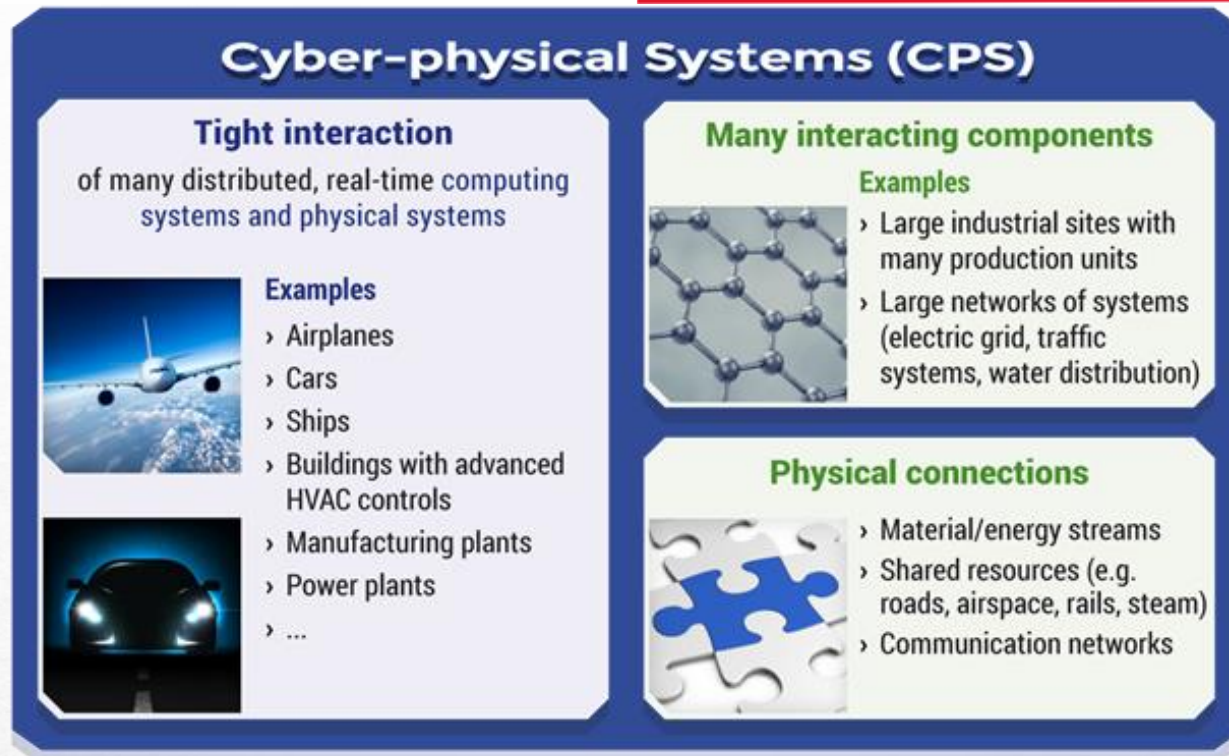 Cyber-physical Systems (CPS)
Tight interaction
of many distributed, real-time computing
systems and physical systems
Examples
› Airplanes
› Cars
› Ships
› Buildings with advanced
HVAC controls
› Manufacturing plants
› Power plants
› ...
Many interacting components
Examples
› Large industrial sites with
many production units
› Large networks of systems
(electric grid, traffic
systems, water distribution)
Physical connections
› Material/energy streams
› Shared resources (e.g.
roads, airspace, rails, steam)
› Communication networks